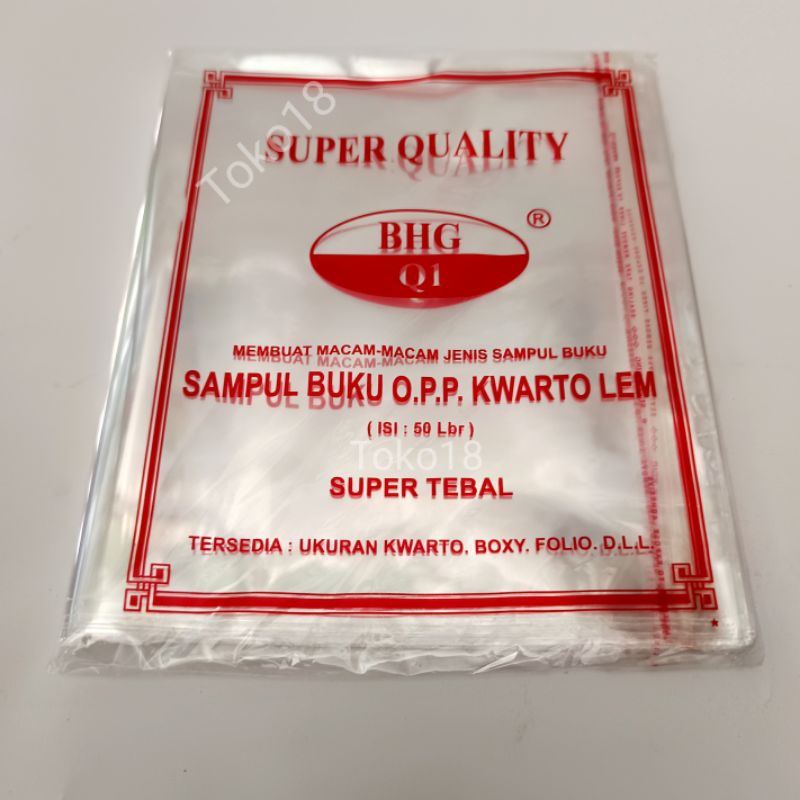 SUPER QUALITY
®
BHG
Q1
MEMBUAT MACAM-MACAM JENIS SAMPUL BUKU
SAMPUL BUKU O.P.P. KWARTO LEM
( ISI : 50 Lbr )
SUPER TEBAL
TERSEDIA : UKURAN KWARTO. BOXY. FOLIO. D.L.L.
Toko18
Toko18
Toko18